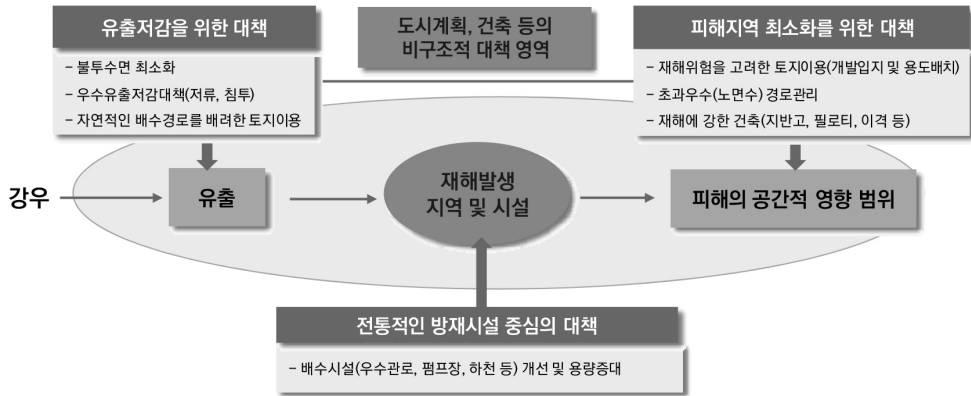 유출저감을 위한 대책
– 불투수면 최소화
– 우수유출저감대책(저류, 침투)
– 자연적인 배수경로를 배려한 토지이용
도시계획, 건축 등의
비구조적 대책 영역
피해지역 최소화를 위한 대책
– 재해위험을 고려한 토지이용(개발입지 및 용도배치)
– 초과우수(노면수) 경로관리
– 재해에 강한 건축(지반고, 필로티, 이격 등)
강우
유출
재해발생
지역 및 시설
피해의 공간적 영향 범위
전통적인 방재시설 중심의 대책
– 배수시설(우수관로, 펌프장, 하천 등) 개선 및 용량증대